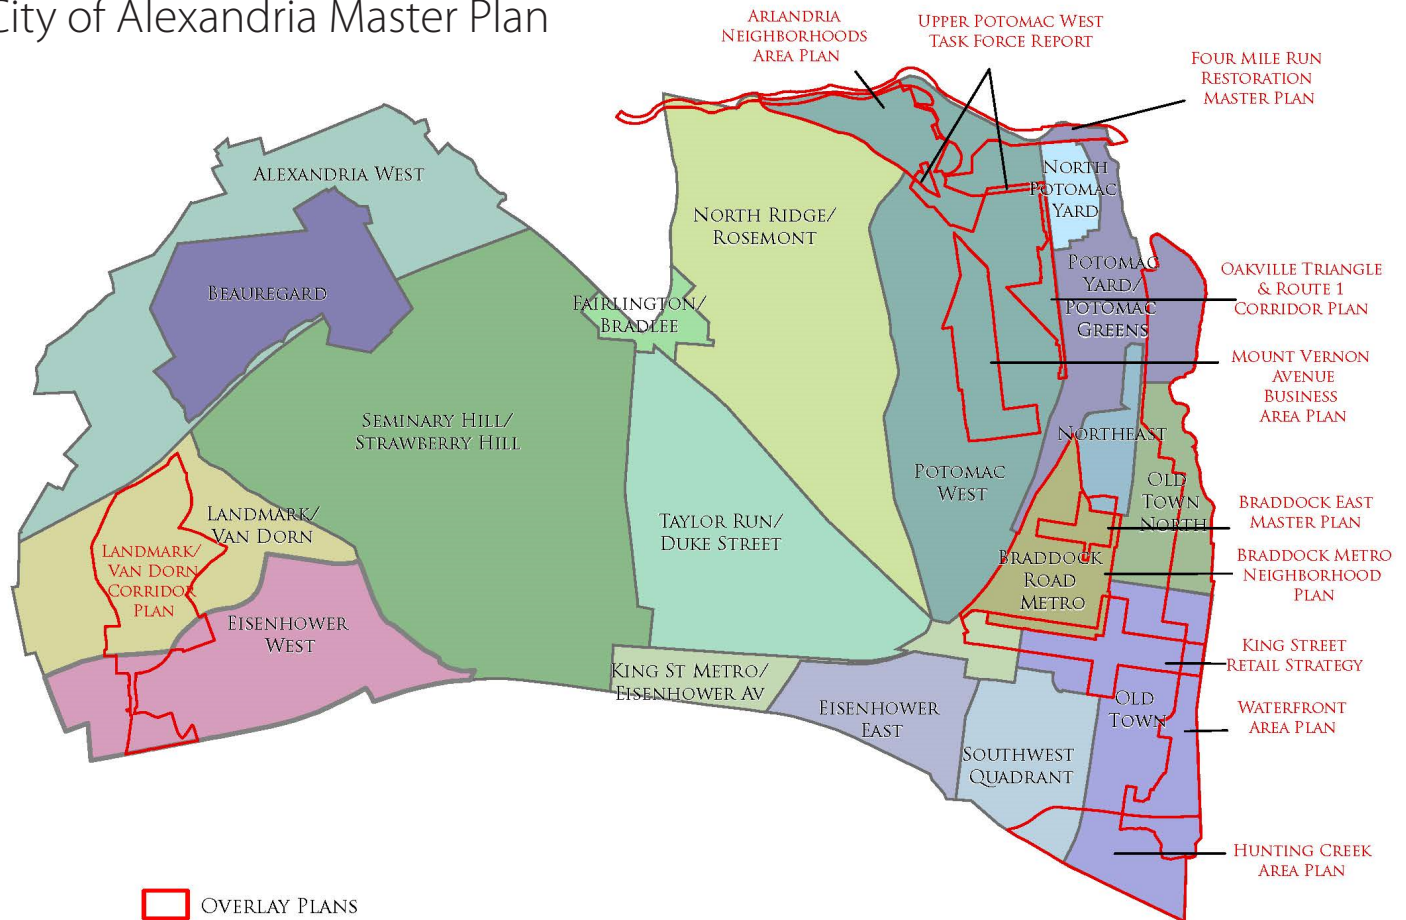 City of Alexandria Master Plan
ARLANDRIA
NEIGHBORHOODS
AREA PLAN
UPPER POTOMAC WEST
TASK FORCE REPORT
FOUR MILE RUN
RESTORATION
MASTER PLAN
ALEXANDRIA WEST
NORTH
POTOMAC
YARD
NORTH RIDGE/
ROSEMONT
POTOMAC
YARD/
POTOMAC
GREENS
OAKVILLE TRIANGLE
& ROUTE 1
CORRIDOR PLAN
BEAUREGARD
FAIRLINGTON/
BRADLEE
MOUNT VERNON
AVENUE
BUSINESS
AREA PLAN
SEMINARY HILL/
STRAWBERRY HILL
NORTHEAST
POTOMAC
WEST
OLD
TOWN
NORTH
BRADDOCK EAST
MASTER PLAN
LANDMARK/
VAN DORN
TAYLOR RUN/
DUKE STREET
LANDMARK/
VAN DORN
CORRIDOR
PLAN
BRADDOCK
ROAD
METRO
BRADDOCK METRO
NEIGHBORHOOD
PLAN
EISENHOWER
WEST
KING STREET
RETAIL STRATEGY
KING ST METRO/
EISENHOWER AV
EISENHOWER
EAST
OLD
TOWN
WATERFRONT
AREA PLAN
SOUTHWEST
QUADRANT
HUNTING CREEK
AREA PLAN
OVERLAY PLANS